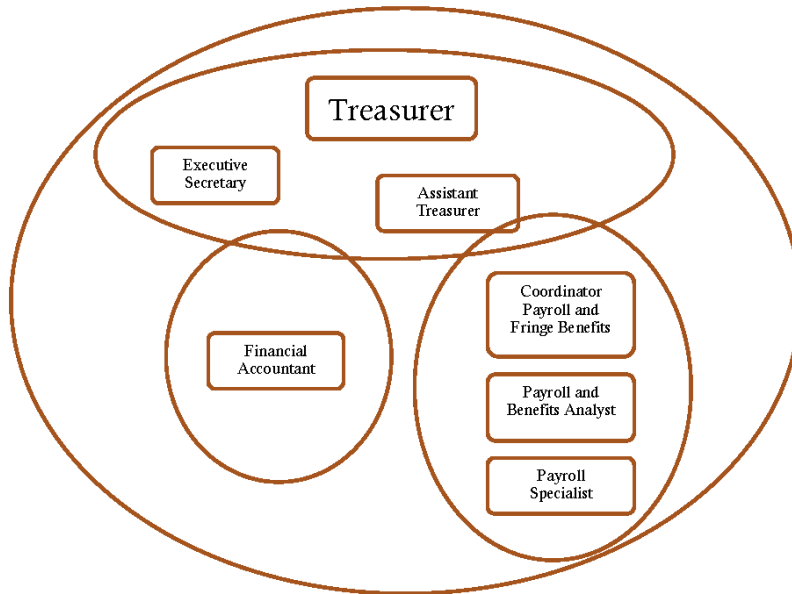 Treasurer
Executive
Secretary
Assistant
Treasurer
Coordinator
Payroll and
Fringe Benefits
Financial
Accountant
Payroll and
Benefits Analyst
Payroll
Specialist